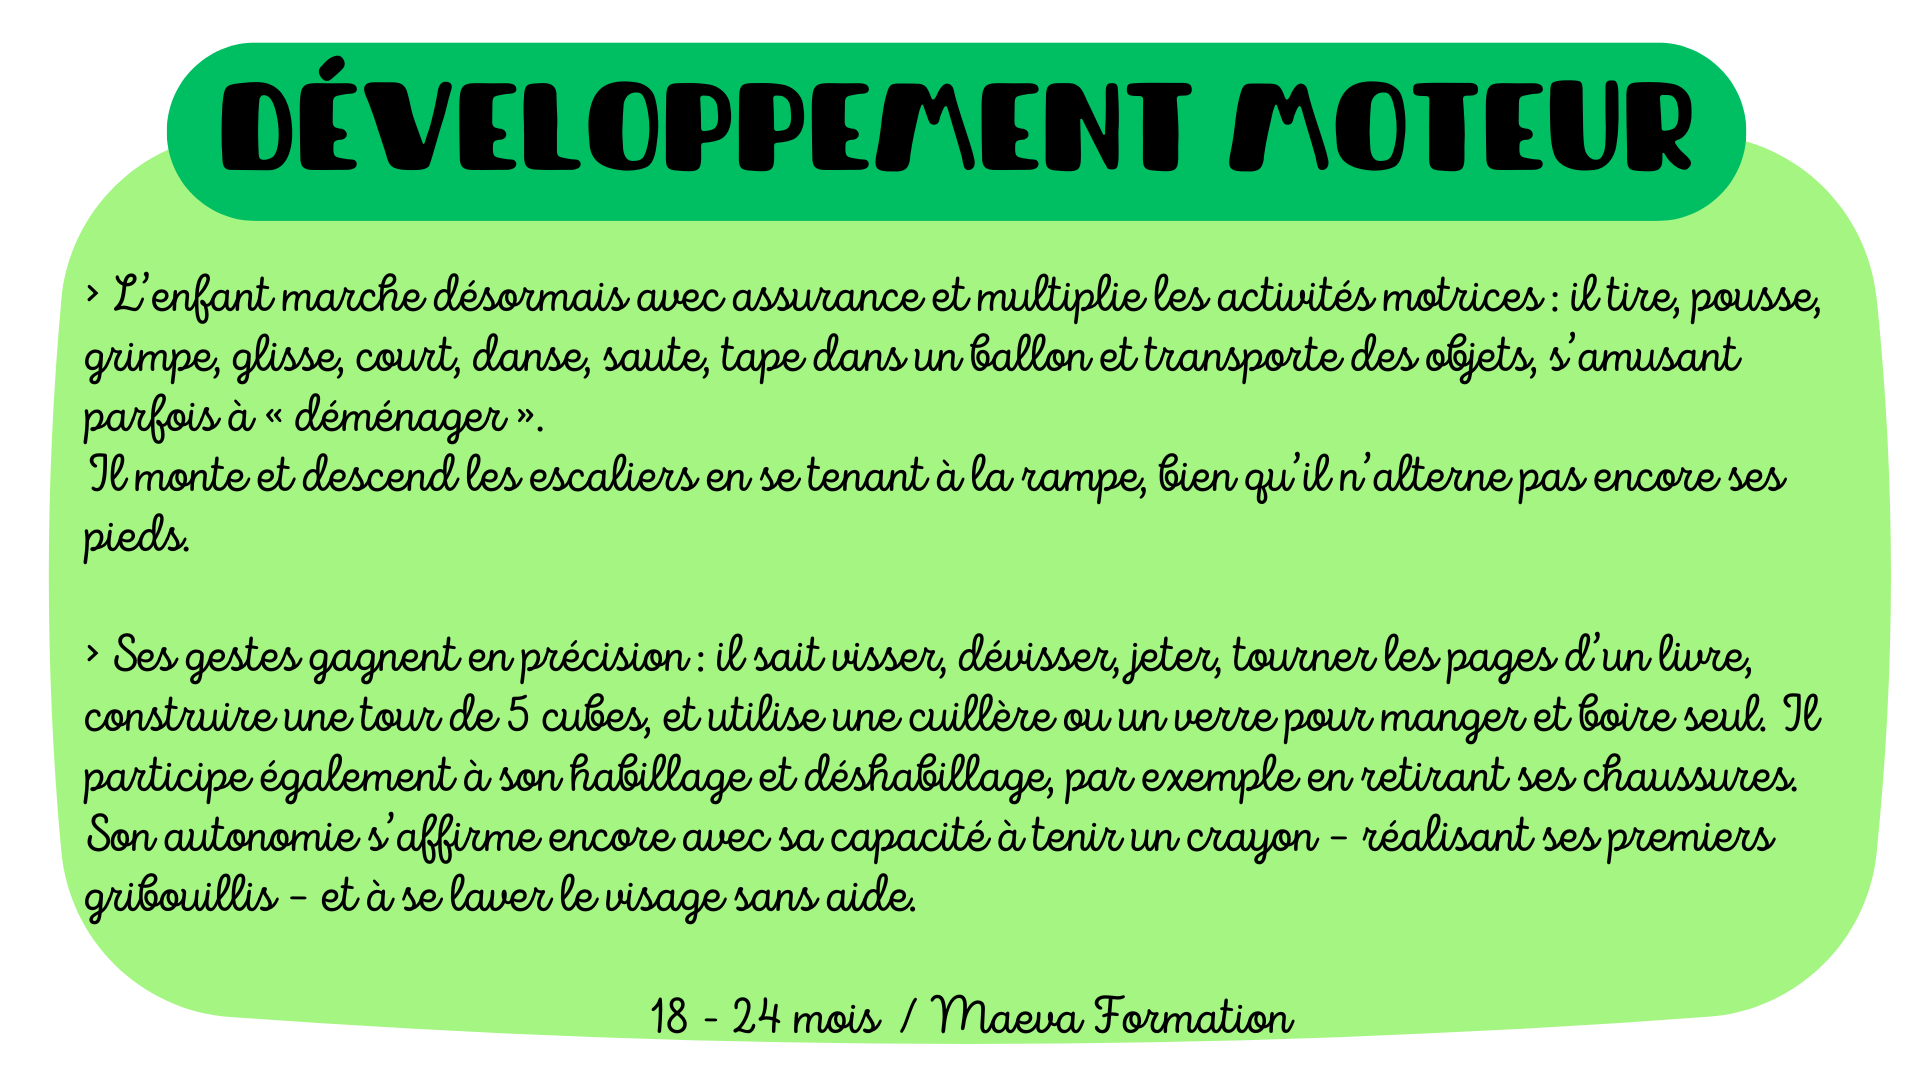 DÉVELOPPEMENT MOTEUR
> L'enfant marche désormais avec assurance et multiplie les activités motrices : il tire, pousse,
grimpe, glisse, court, danse, saute, tape dans un ballon et transporte des objets, s'amusant
parfois à « déménager ».
Il monte et descend les escaliers en se tenant à la rampe, bien qu'il n'alterne pas encore ses
pieds.
> Ses gestes gagnent en précision : il sait visser, dévisser, jeter, tourner les pages d'un livre,
construire une tour de 5 cubes, et utilise une cuillère ou un verre pour manger et boire seul. Il
participe également à son habillage et déshabillage, par exemple en retirant ses chaussures.
Son autonomie s'affirme encore avec sa capacité à tenir un crayon – réalisant ses premiers
gribouillis – et à se laver le visage sans aide.
18 - 24 mois / Maeva Formation